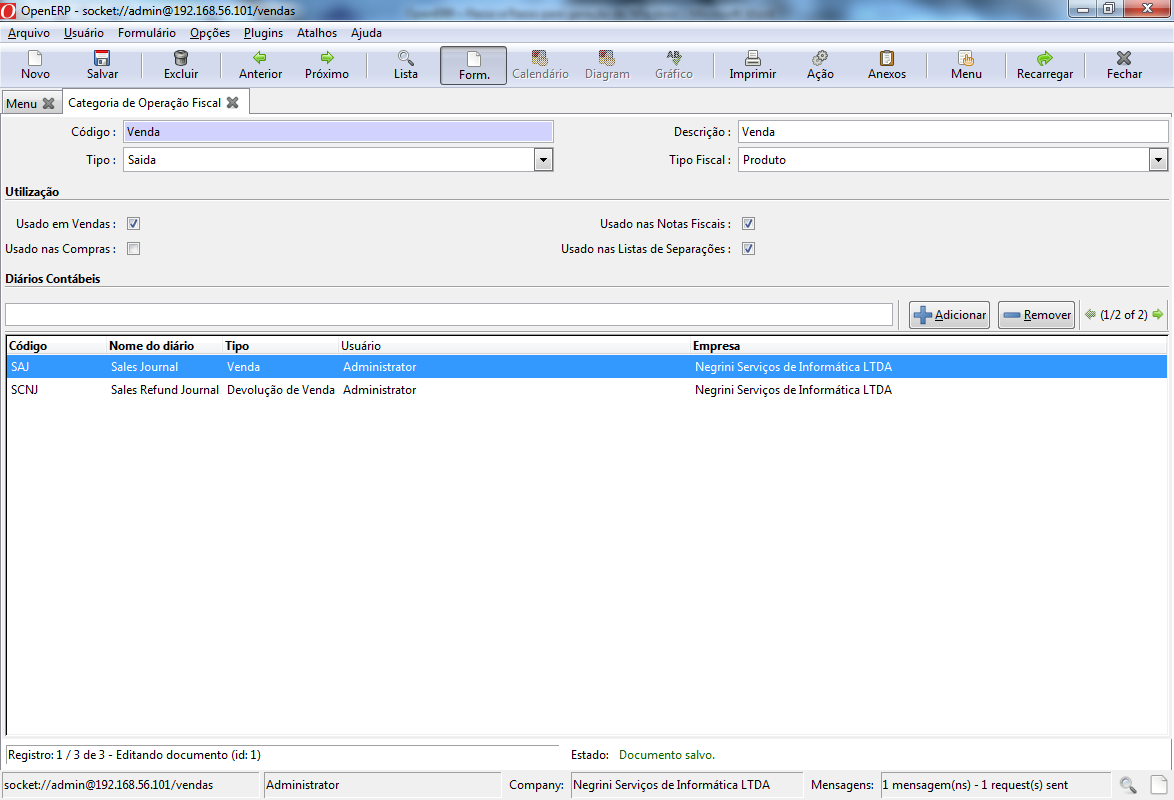 OpenERP - socket://admin@192.168.56.101/vendas
Arquivo Usuário Formulário Opções Plugins Atalhos Ajuda
Novo Salvar Excluir Anterior Próximo Lista Form. Calendário Diagram Gráfico Imprimir Ação Anexos Menu Recarregar Fechar
Menu Categoria de Operação Fiscal
Código : Venda Descrição : Venda
Tipo : Saida Tipo Fiscal : Produto
Utilização
Usado em Vendas : Usado nas Notas Fiscais :
Usado nas Compras : Usado nas Listas de Separações :
Diários Contábeis
Adicionar Remover (1/2 of 2)
Código Nome do diário Tipo Usuário Empresa
SAJ Sales Journal Venda Administrator Negrini Serviços de Informática LTDA
SCNJ Sales Refund Journal Devolução de Venda Administrator Negrini Serviços de Informática LTDA
Registro: 1 / 3 de 3 - Editando documento (id: 1) Estado: Documento salvo.
socket://admin@192.168.56.101/vendas Administrator Company: Negrini Serviços de Informática LTDA Mensagens: 1 mensagem(ns) - 1 request(s) sent